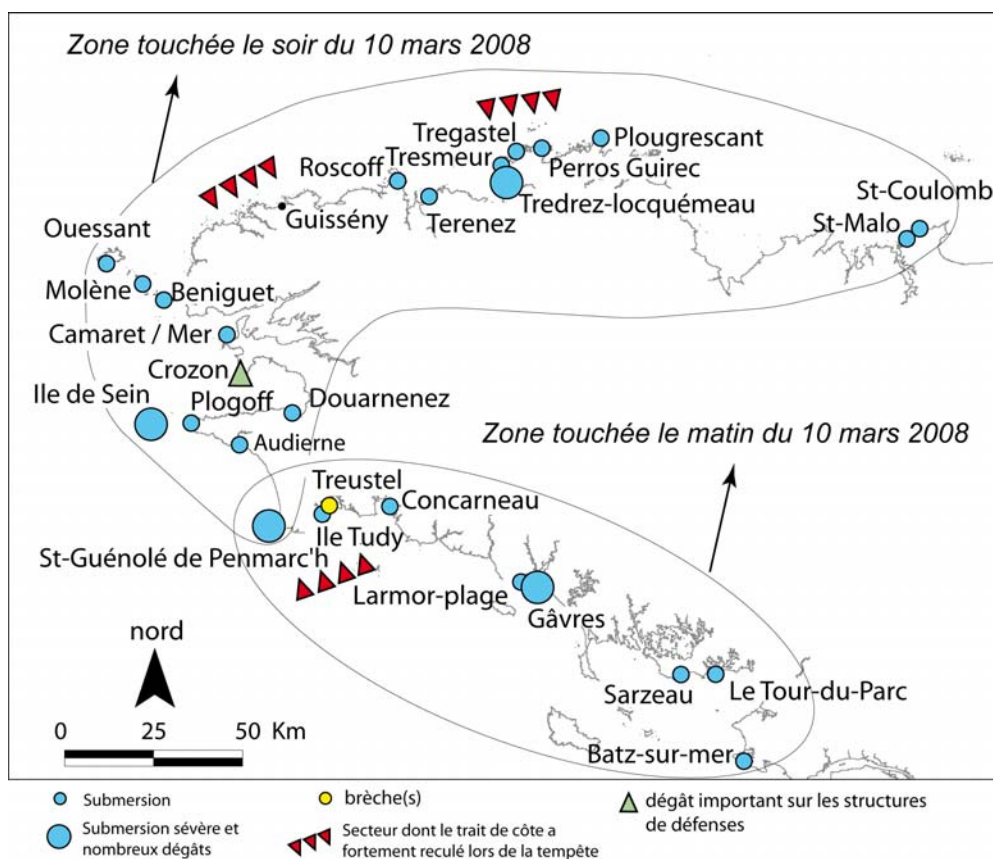 Zone touchée le soir du 10 mars 2008
Tregastel
Plougrescant
Roscoff
Tresmeur
Perros Guirec
St-Coulomb
Guissény
Terenez
Tredrez-locquémeau
St-Malo
Ouessant
Molène
Beniguet
Camaret / Mer
Crozon
Ile de Sein
Plogoff
Douarnenez
Audierne
Zone touchée le matin du 10 mars 2008
Treustel
Concarneau
Ile Tudy
St-Guénolé de Penmarc'h
Larmor-plage
Gâvres
nord
Sarzeau
Le Tour-du-Parc
0 25 50 Km
Batz-sur-mer
Submersion
brèche(s)
dégât important sur les structures
de défenses
Submersion sévère et
nombreux dégâts
Secteur dont le trait de côte a
fortement reculé lors de la tempête